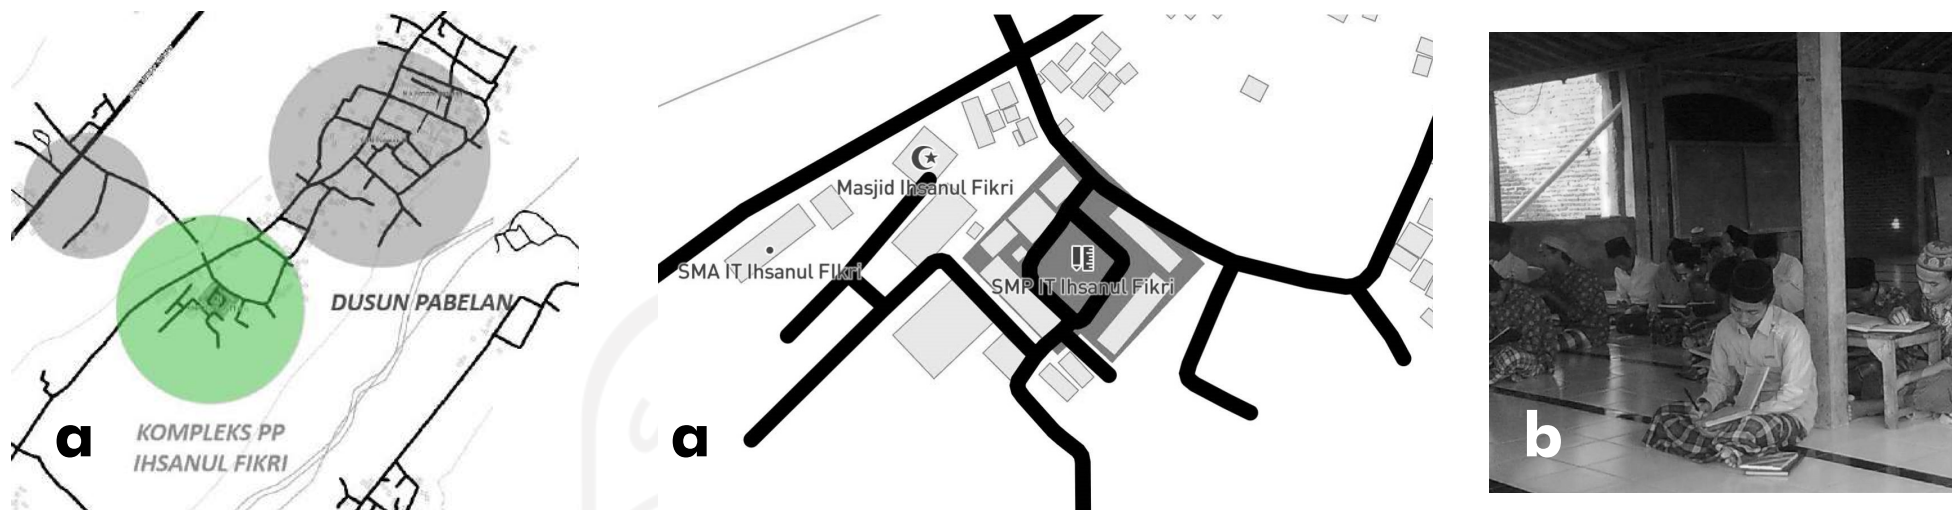 DUSUN PABELAN
KOMPLEKS PP
IHSANUL FIKRI
a
Masjid Ihsanul Fikri
SMA IT Ihsanul FIkri
SMP IT Ihsanul Fikri
a
b